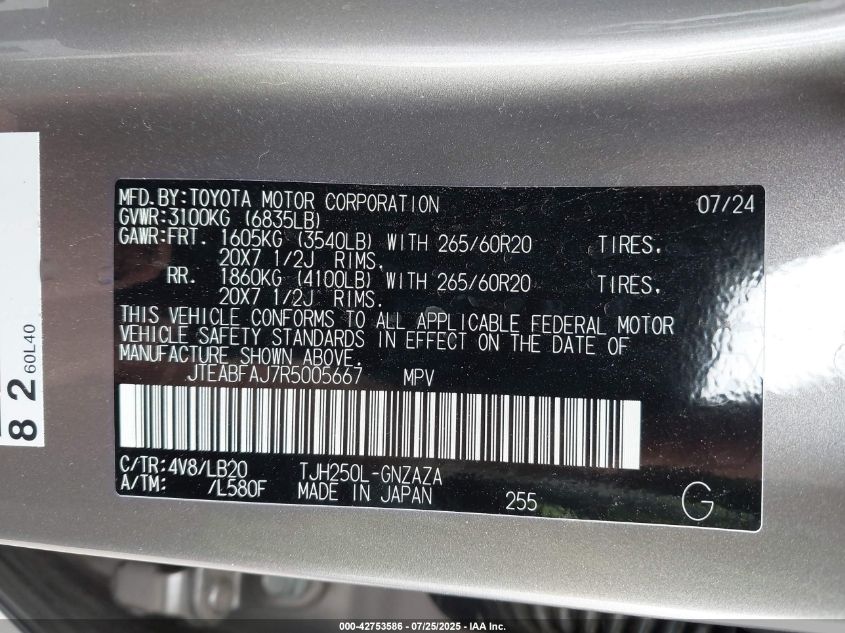 MFD.BY:TOYOTA MOTOR CORPORATION 07/24
GVWR:3100KG (6835LB)
GAWR:FRT. 1605KG (3540LB) WITH 265/60R20 TIRES.
20X7 1/2J RIMS.
RR. 1860KG (4100LB) WITH 265/60R20 TIRES.
20X7 1/2J RIMS.
THIS VEHICLE CONFORMS TO ALL APPLICABLE FEDERAL MOTOR
VEHICLE SAFETY STANDARDS IN EFFECT ON THE DATE OF
MANUFACTURE SHOWN ABOVE.
JTEABFAJ7R5005667 MPV
C/TR:4V8/LB20 TJH250L-GNZAZA
A/TM: /L580F MADE IN JAPAN 255 G
82
60L40
000-42753586 - 07/25/2025 - IAA Inc.